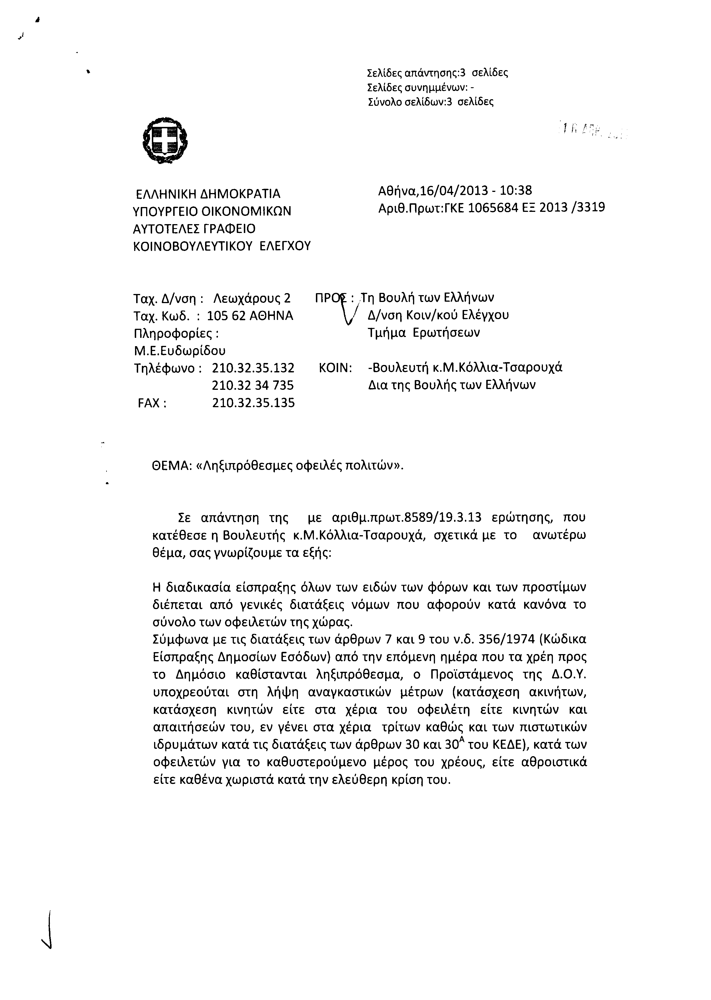 Σελίδες απάντησης:3 σελίδες
Σελίδες συνημμένων: -
Σύνολο σελίδων:3 σελίδες
16 ΑΠΡ.
ΕΛΛΗΝΙΚΗ ΔΗΜΟΚΡΑΤΙΑ
ΥΠΟΥΡΓΕΙΟ ΟΙΚΟΝΟΜΙΚΩΝ
ΑΥΤΟΤΕΛΕΣ ΓΡΑΦΕΙΟ
ΚΟΙΝΟΒΟΥΛΕΥΤΙΚΟΥ ΕΛΕΓΧΟΥ
Αθήνα,16/04/2013 - 10:38
Αριθ.Πρωτ:ΓΚΕ 1065684 ΕΞ 2013 /3319
Ταχ. Δ/νση : Λεωχάρους 2
Ταχ. Κωδ. : 105 62 ΑΘΗΝΑ
Πληροφορίες :
Μ.Ε.Ευδωρίδου
Τηλέφωνο : 210.32.35.132
210.32 34 735
FAX : 210.32.35.135
ΠΡΟΣ : Τη Βουλή των Ελλήνων
Δ/νση Κοιν/κού Ελέγχου
Τμήμα Ερωτήσεων
ΚΟΙΝ: -Βουλευτή κ.Μ.Κόλλια-Τσαρουχά
Δια της Βουλής των Ελλήνων
ΘΕΜΑ: «Ληξιπρόθεσμες οφειλές πολιτών».
Σε απάντηση της με αριθμ.πρωτ.8589/19.3.13 ερώτησης, που
κατέθεσε η Βουλευτής κ.Μ.Κόλλια-Τσαρουχά, σχετικά με το ανωτέρω
θέμα, σας γνωρίζουμε τα εξής:
Η διαδικασία είσπραξης όλων των ειδών των φόρων και των προστίμων
διέπεται από γενικές διατάξεις νόμων που αφορούν κατά κανόνα το
σύνολο των οφειλετών της χώρας.
Σύμφωνα με τις διατάξεις των άρθρων 7 και 9 του ν.δ. 356/1974 (Κώδικα
Είσπραξης Δημοσίων Εσόδων) από την επόμενη ημέρα που τα χρέη προς
το Δημόσιο καθίστανται ληξιπρόθεσμα, ο Προϊστάμενος της Δ.Ο.Υ.
υποχρεούται στη λήψη αναγκαστικών μέτρων (κατάσχεση ακινήτων,
κατάσχεση κινητών είτε στα χέρια του οφειλέτη είτε κινητών και
απαιτήσεών του, εν γένει στα χέρια τρίτων καθώς και των πιστωτικών
ιδρυμάτων κατά τις διατάξεις των άρθρων 30 και 30Α του ΚΕΔΕ), κατά των
οφειλετών για το καθυστερούμενο μέρος του χρέους, είτε αθροιστικά
είτε καθένα χωριστά κατά την ελεύθερη κρίση του.